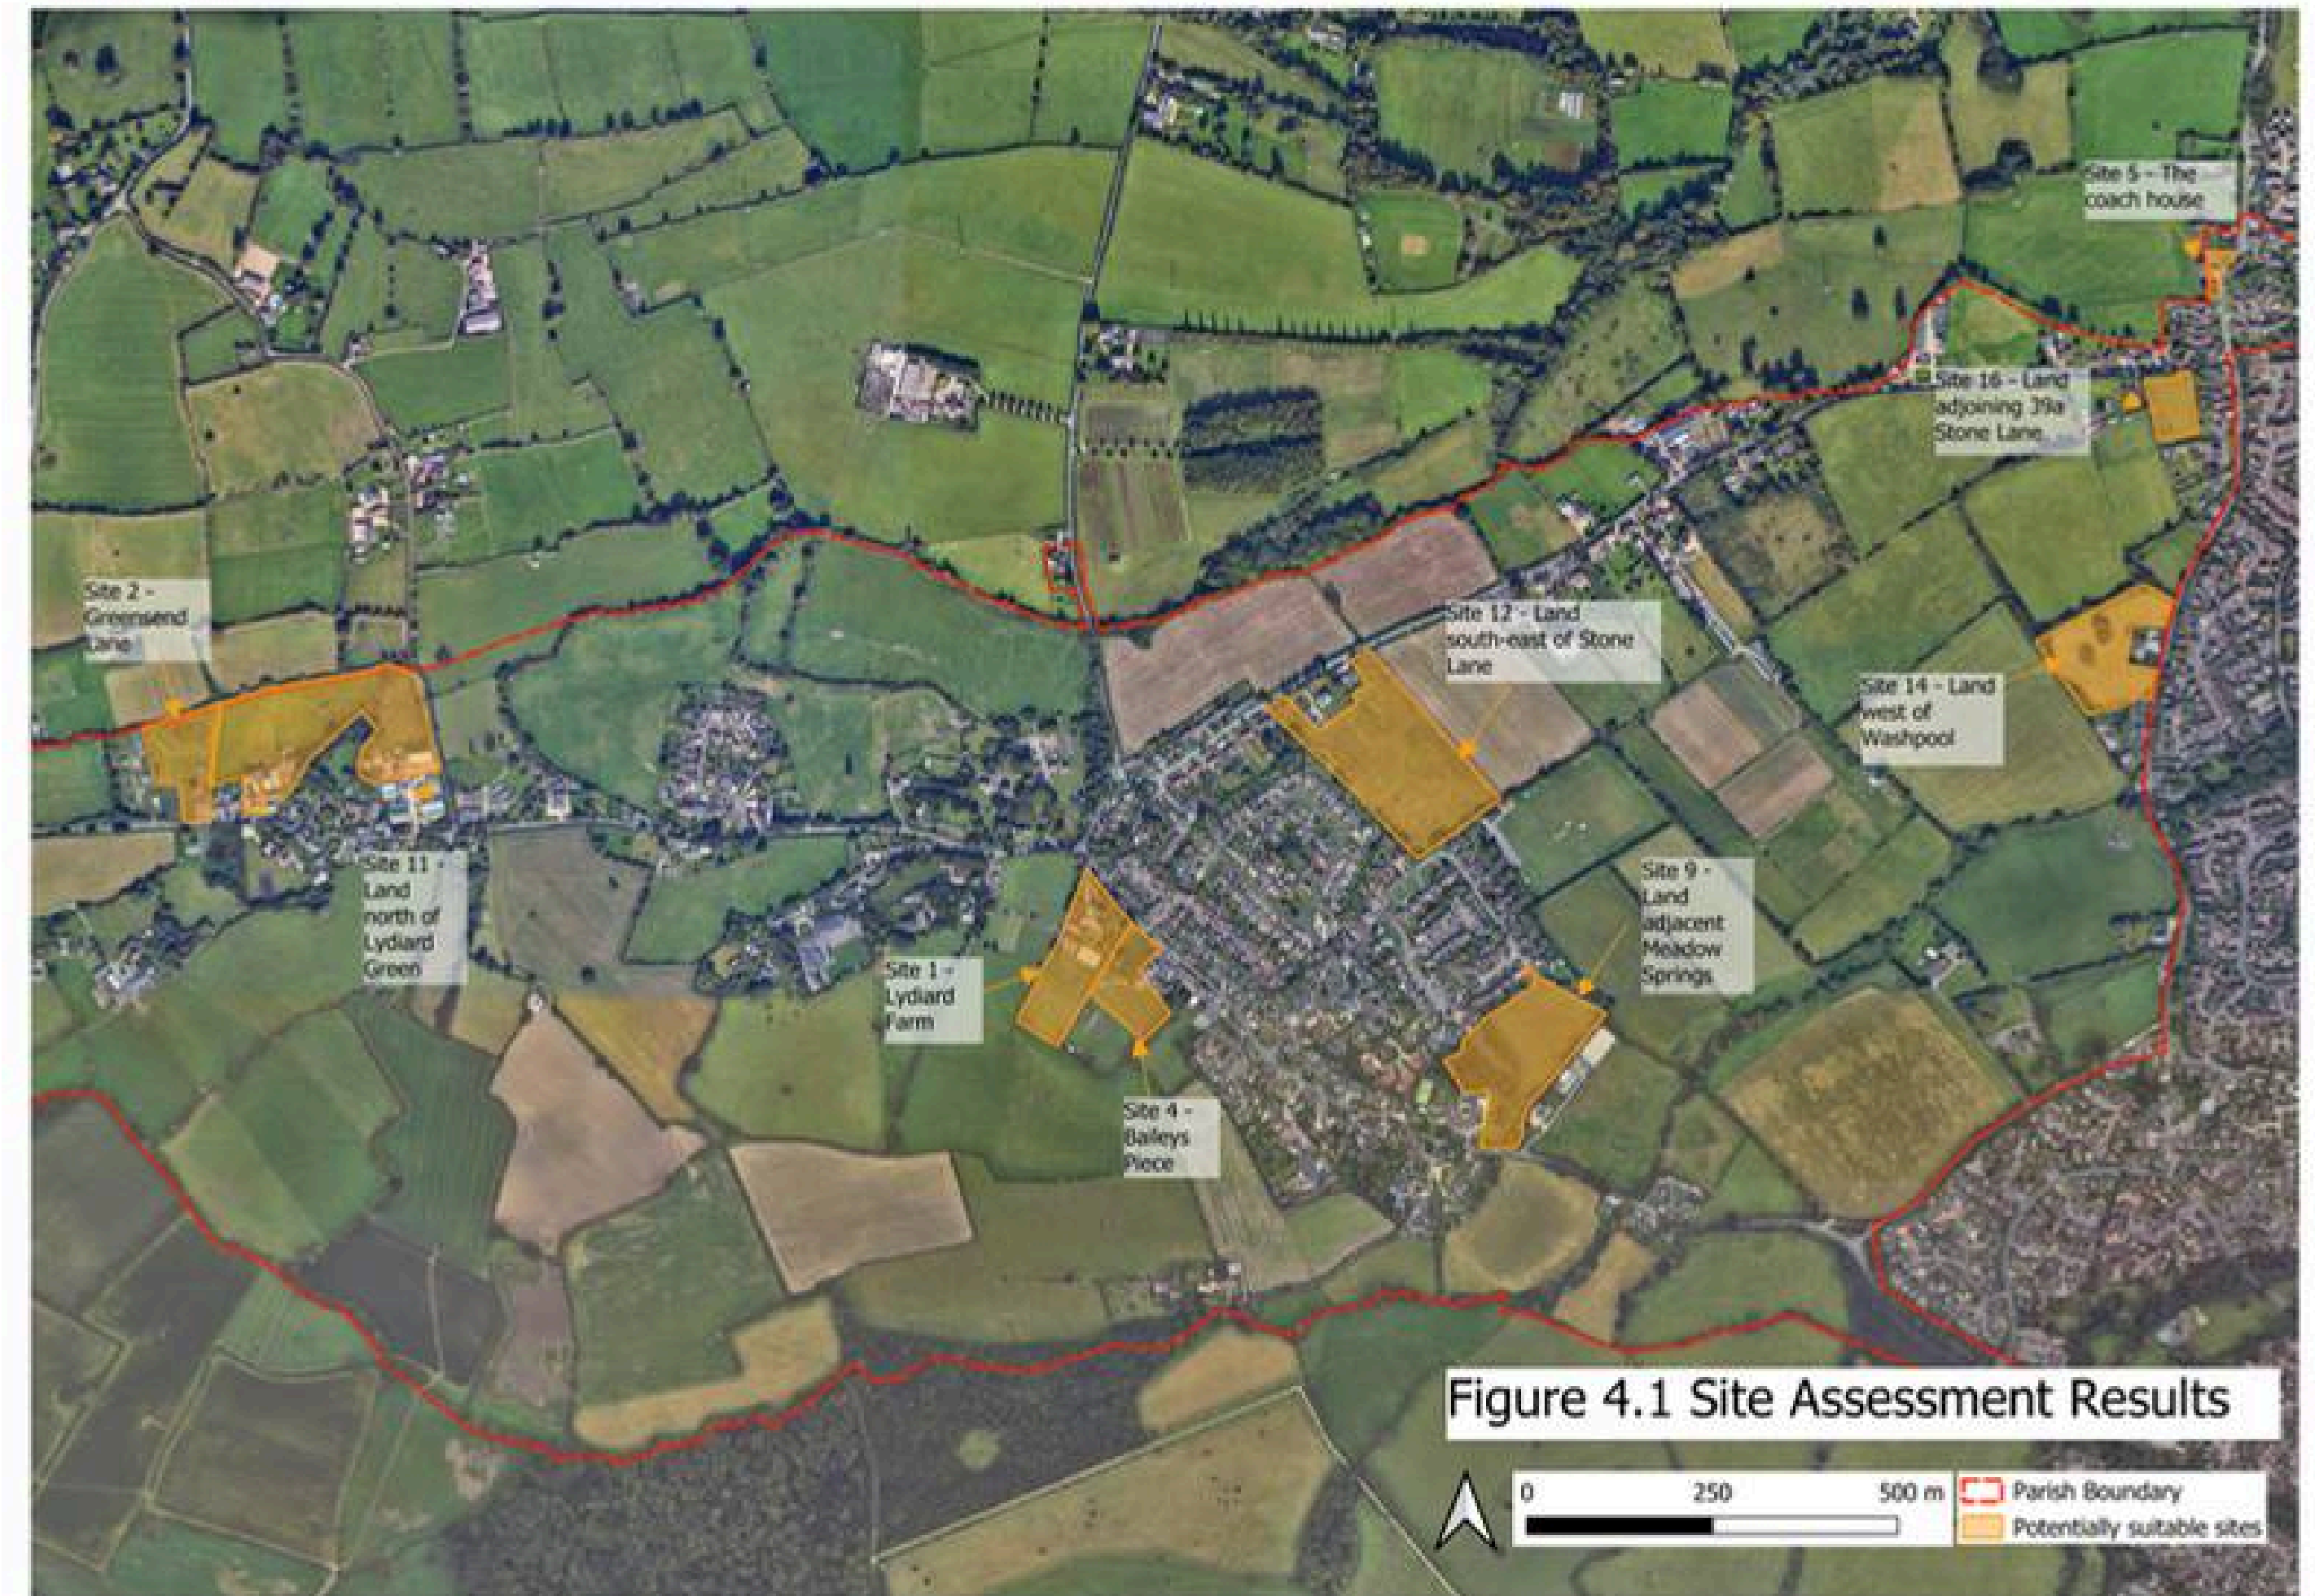 Site 5 - The
coach house
Site 16 - Land
adjoining 39a
Stone Lane
Site 2 -
Greensend
Lane
Site 12 - Land
south-east of Stone
Lane
Site 14 - Land
west of
Washpool
Site 11 -
Land
north of
Lydiard
Green
Site 9 -
Land
adjacent
Meadow
Springs
Site 1 -
Lydiard
Farm
Site 4 -
Baileys
Piece
Figure 4.1 Site Assessment Results
0 250 500 m
Parish Boundary
Potentially suitable sites